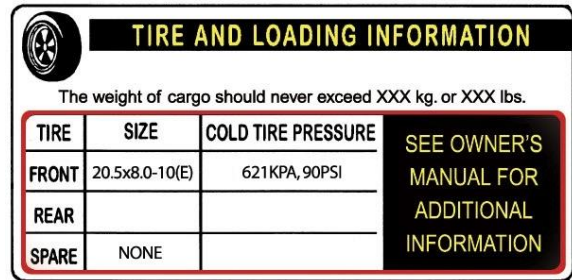 TIRE AND LOADING INFORMATION
The weight of cargo should never exceed XXX kg. or XXX lbs.
TIRE SIZE COLD TIRE PRESSURE
FRONT 20.5x8.0-10(E) 621KPA, 90PSI
REAR
SPARE NONE
SEE OWNER'S
MANUAL FOR
ADDITIONAL
INFORMATION